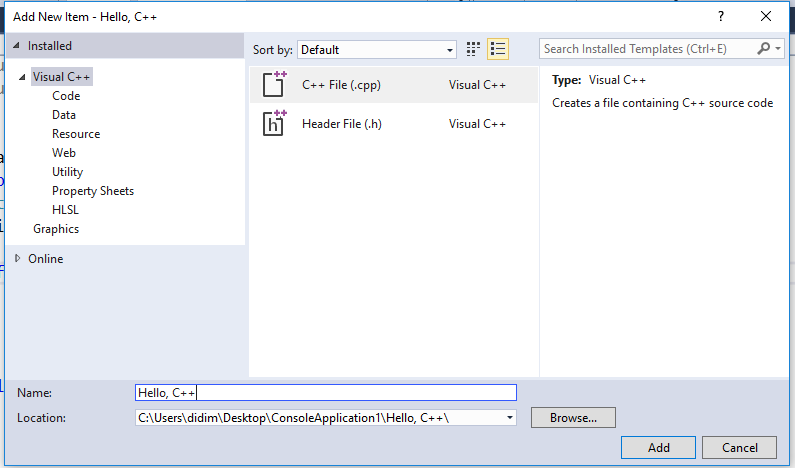 Add New Item - Hello, C++
?
Installed
Sort by:
Default
Search Installed Templates (Ctrl+E)
Visual C++
Code
Data
Resource
Web
Utility
Property Sheets
HLSL
Graphics
Online
C++ File (.cpp)
Visual C++
Header File (.h)
Visual C++
Type: Visual C++
Creates a file containing C++ source code
Name:
Hello, C++
Location:
C:\Users\didim\Desktop\ConsoleApplication1\Hello, C++\
Browse...
Add
Cancel